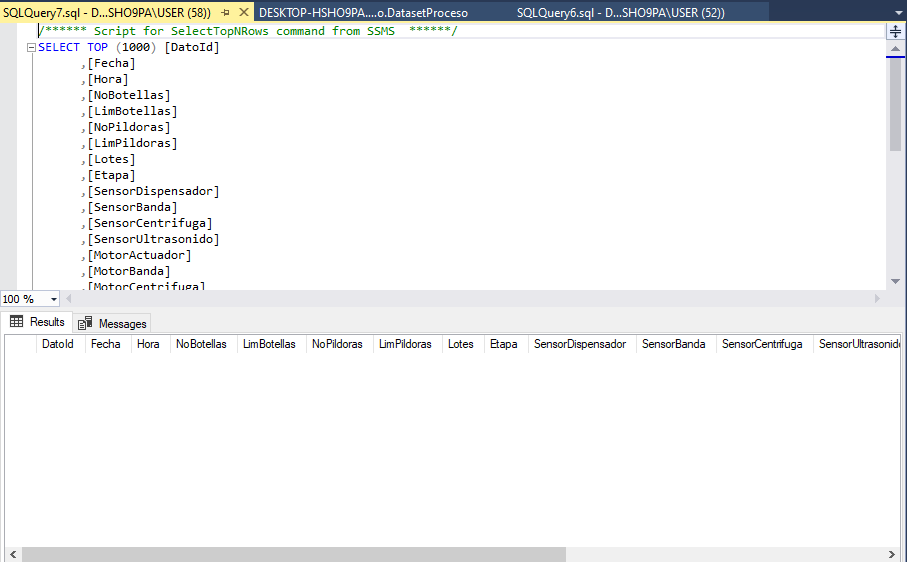 SQLQuery7.sql - D...SHO9PA\USER (58)) DESKTOP-HSHO9PA....o.DatasetProceso SQLQuery6.sql - D...SHO9PA\USER (52))
/****** Script for SelectTopNRows command from SSMS ******/
SELECT TOP (1000) [DatoId]
,[Fecha]
,[Hora]
,[NoBotellas]
,[LimBotellas]
,[NoPildoras]
,[LimPildoras]
,[Lotes]
,[Etapa]
,[SensorDispensador]
,[SensorBanda]
,[SensorCentrifuga]
,[SensorUltrasonido]
,[MotorActuador]
,[MotorBanda]
,[MotorCentrifuga]
100 %
Results Messages
DatoId Fecha Hora NoBotellas LimBotellas NoPildoras LimPildoras Lotes Etapa SensorDispensador SensorBanda SensorCentrifuga SensorUltrasonido